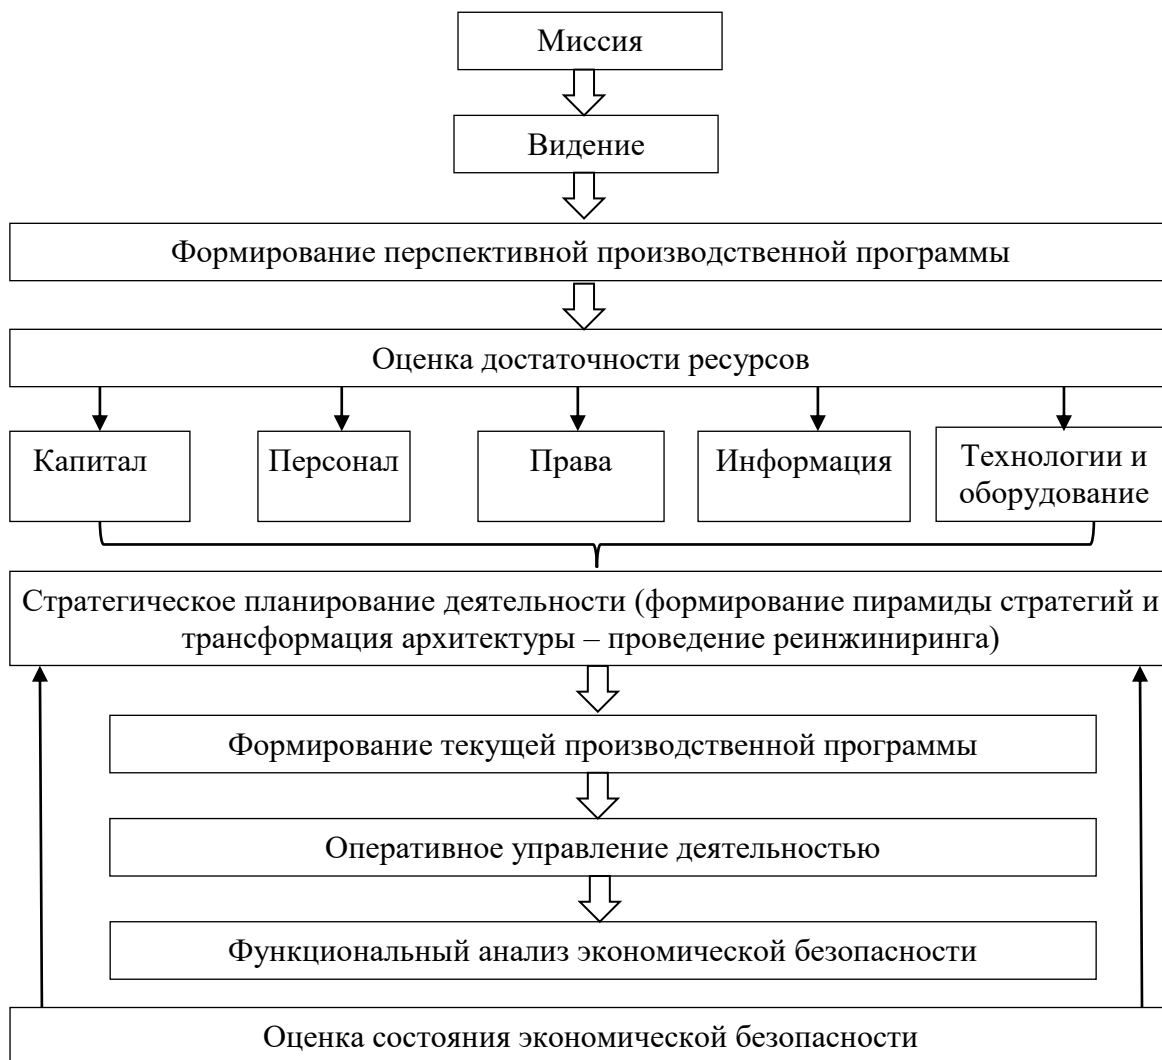 Миссия
Видение
Формирование перспективной производственной программы
Оценка достаточности ресурсов
Капитал
Персонал
Права
Информация
Технологии и
оборудование
Стратегическое планирование деятельности (формирование пирамиды стратегий и
трансформация архитектуры – проведение реинжиниринга)
Формирование текущей производственной программы
Оперативное управление деятельностью
Функциональный анализ экономической безопасности
Оценка состояния экономической безопасности